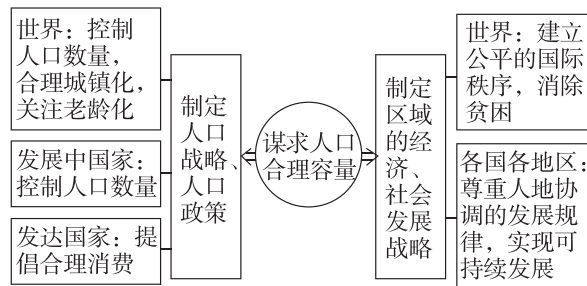 世界：控制
人口数量，
合理城镇化，
关注老龄化
发展中国家：
控制人口数量
发达国家：提
倡合理消费
制定
人口
战略、
人口
政策
谋求人口
合理容量
制定
区域
的经
济、
社会
发展
战略
世界：建立
公平的国际
秩序，消除
贫困
各国各地区：
尊重人地协
调的发展规
律，实现可
持续发展